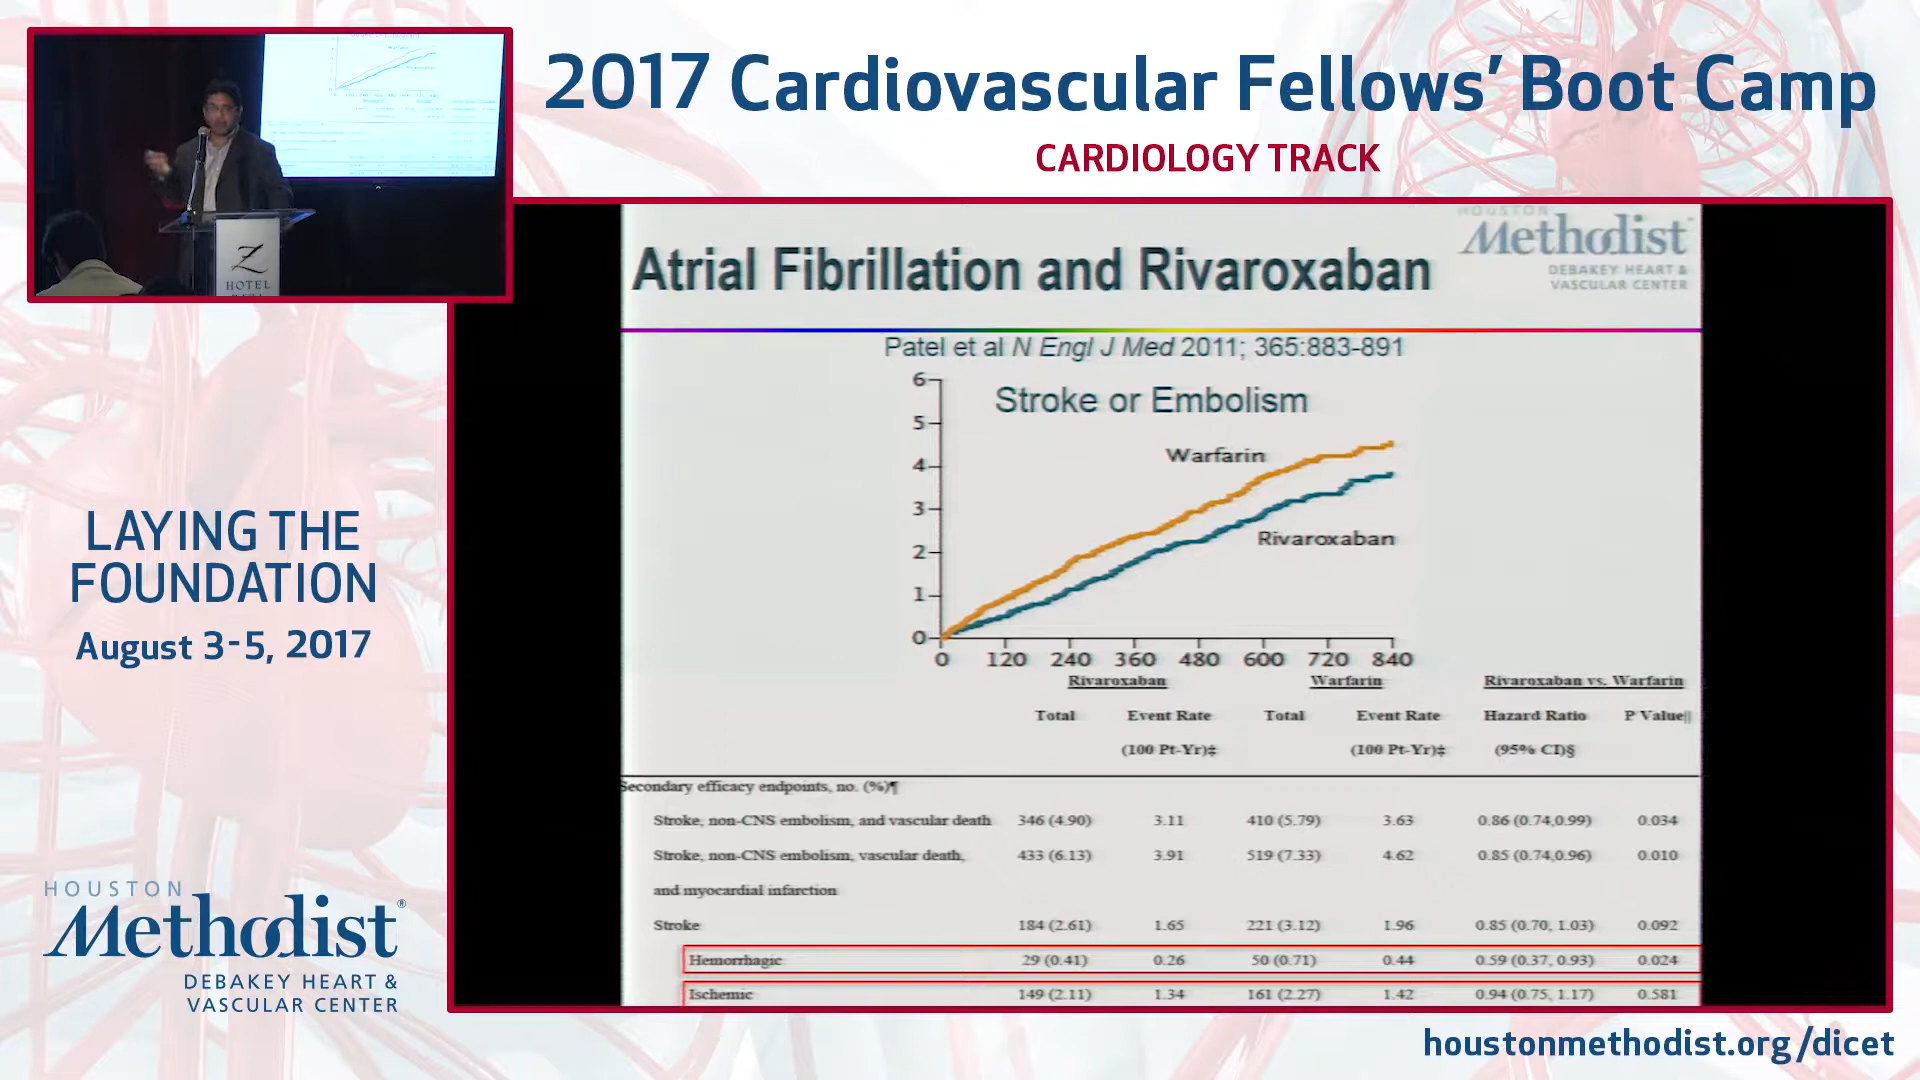 2017 Cardiovascular Fellows' Boot Camp
CARDIOLOGY TRACK
Z
HOTEL
LAYING THE
FOUNDATION
August 3-5, 2017
HOUSTON
Methodist®
DEBAKEY HEART &
VASCULAR CENTER
HOUSTON
Methodist
DEBAKEY HEART &
VASCULAR CENTER
Atrial Fibrillation and Rivaroxaban
Patel et al N Engl J Med 2011; 365:883-891
Stroke or Embolism
6
5
4
3
2
1
0
Warfarin
Rivaroxaban
0 120 240 360 480 600 720 840
Rivaroxaban Warfarin Rivaroxaban vs. Warfarin
Total Event Rate Total Event Rate Hazard Ratio P Value||
(100 Pt-Yr)‡ (100 Pt-Yr)‡ (95% CI)§
Secondary efficacy endpoints, no. (%)¶
Stroke, non-CNS embolism, and vascular death 346 (4.90) 3.11 410 (5.79) 3.63 0.86 (0.74,0.99) 0.034
Stroke, non-CNS embolism, vascular death, 433 (6.13) 3.91 519 (7.33) 4.62 0.85 (0.74,0.96) 0.010
and myocardial infarction
Stroke 184 (2.61) 1.65 221 (3.12) 1.96 0.85 (0.70, 1.03) 0.092
Hemorrhagic 29 (0.41) 0.26 50 (0.71) 0.44 0.59 (0.37, 0.93) 0.024
Ischemic 149 (2.11) 1.34 161 (2.27) 1.42 0.94 (0.75, 1.17) 0.581
houstonmethodist.org/dicet